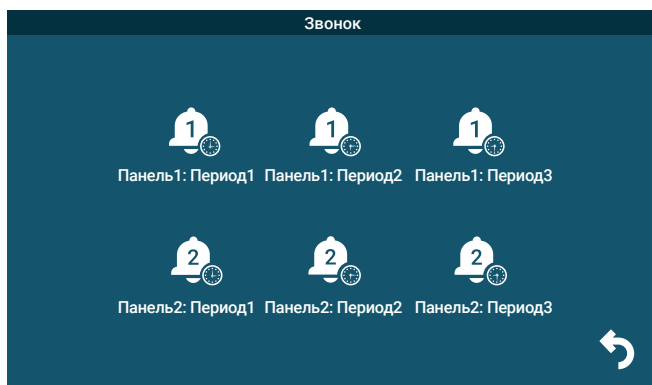 Звонок
1 1 1
Панель1: Период1 Панель1: Период2 Панель1: Период3
2 2 2
Панель2: Период1 Панель2: Период2 Панель2: Период3